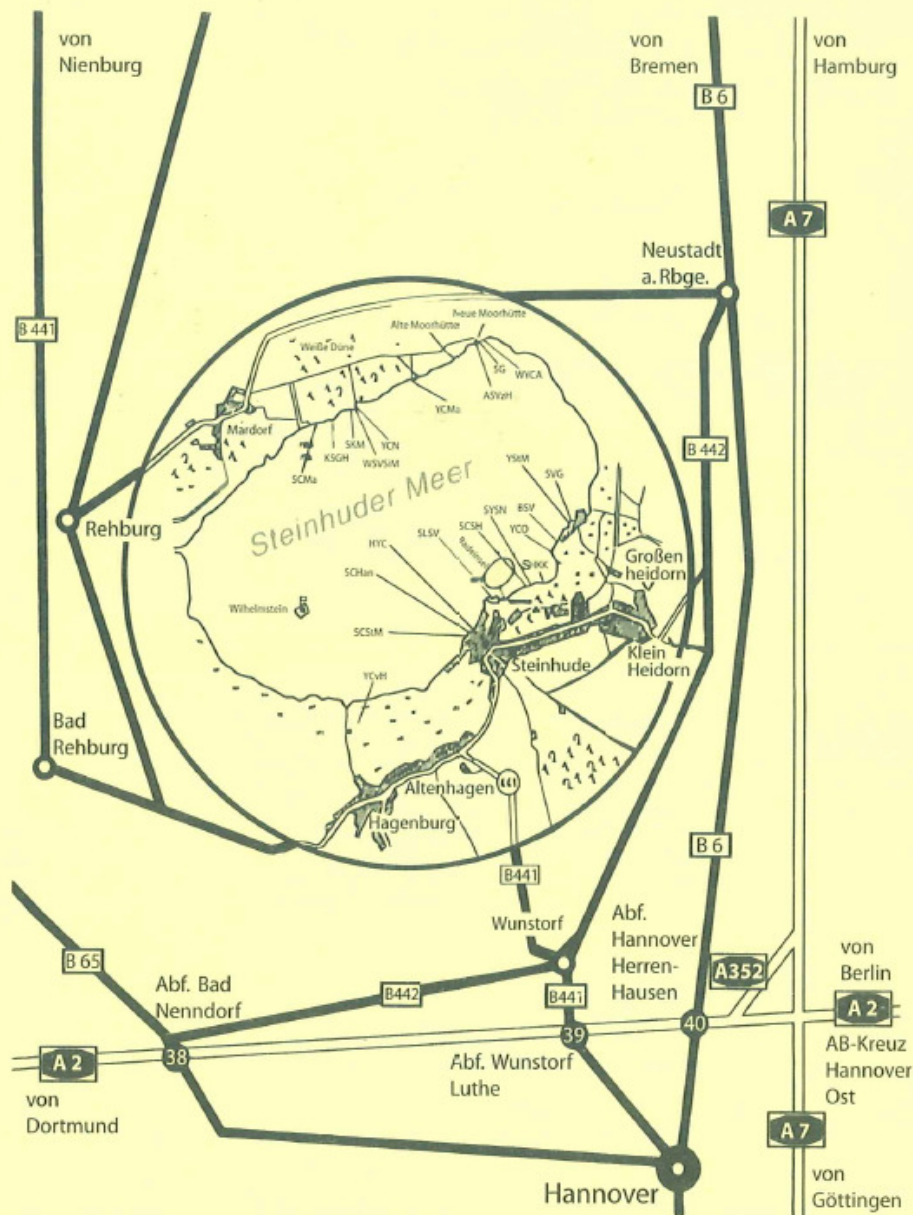 von
Nienburg
von
Bremen
von
Hamburg
B 6
A 7
Neustadt
a. Rbge.
B 441
Neue Moorhütte
Alte Moorhütte
Weiße Düne
SG
WYCA
ASVzH
YCMa
B 442
Mardorf
YCN
SKM
WSVStM
KSGH
SCMa
YStM
SVG
Steinhuder Meer
Rehburg
SYSN
BSV
SCSH
YCO
SLSV
HYC
Badeinsel
SHKK
Großen
heidorn
SCHan
Wilhelmstein
SCStM
Steinhude
Klein
Heidorn
YCvH
Bad
Rehburg
Altenhagen
441
Hagenburg
B 6
B441
Wunstorf
Abf.
Hannover
Herren-
Hausen
B 65
A352
von
Berlin
Abf. Bad
Nenndorf
B442
B441
A 2
40
39
38
A 2
Abf. Wunstorf
Luthe
AB-Kreuz
Hannover
Ost
von
Dortmund
A 7
Hannover
von
Göttingen